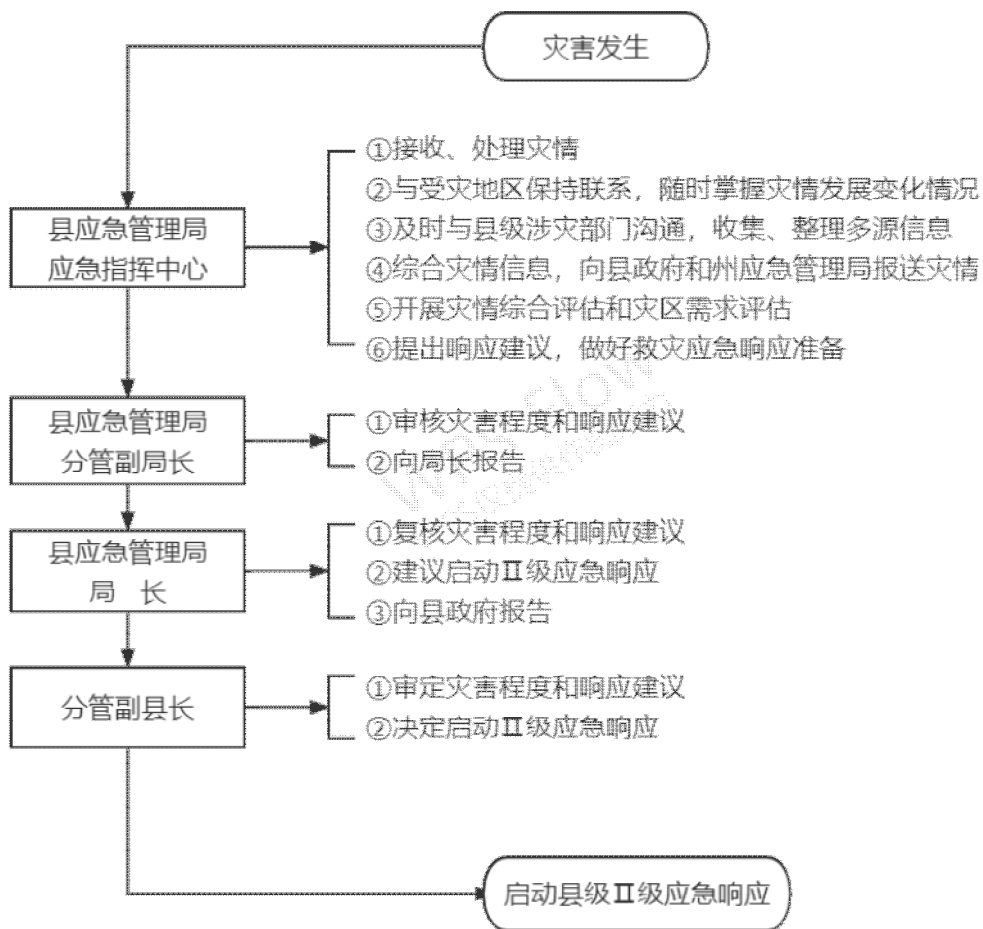 灾害发生
县应急管理局
应急指挥中心
①接收、处理灾情
②与受灾地区保持联系，随时掌握灾情发展变化情况
③及时与县级涉灾部门沟通，收集、整理多源信息
④综合灾情信息，向县政府和州应急管理局报送灾情
⑤开展灾情综合评估和灾区需求评估
⑥提出响应建议，做好救灾应急响应准备
县应急管理局
分管副局长
①审核灾害程度和响应建议
②向局长报告
县应急管理局
局 长
①复核灾害程度和响应建议
②建议启动Ⅱ级应急响应
③向县政府报告
分管副县长
①审定灾害程度和响应建议
②决定启动Ⅱ级应急响应
启动县级Ⅱ级应急响应